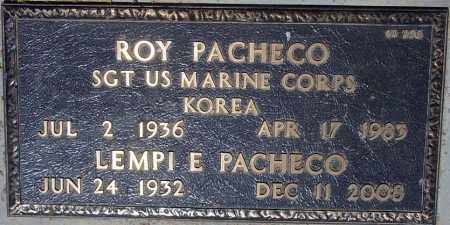 ROY PACHECO
SGT US MARINE CORPS
KOREA
JUL 2 1936 APR 17 1983
LEMPI E PACHECO
JUN 24 1932 DEC 11 2008